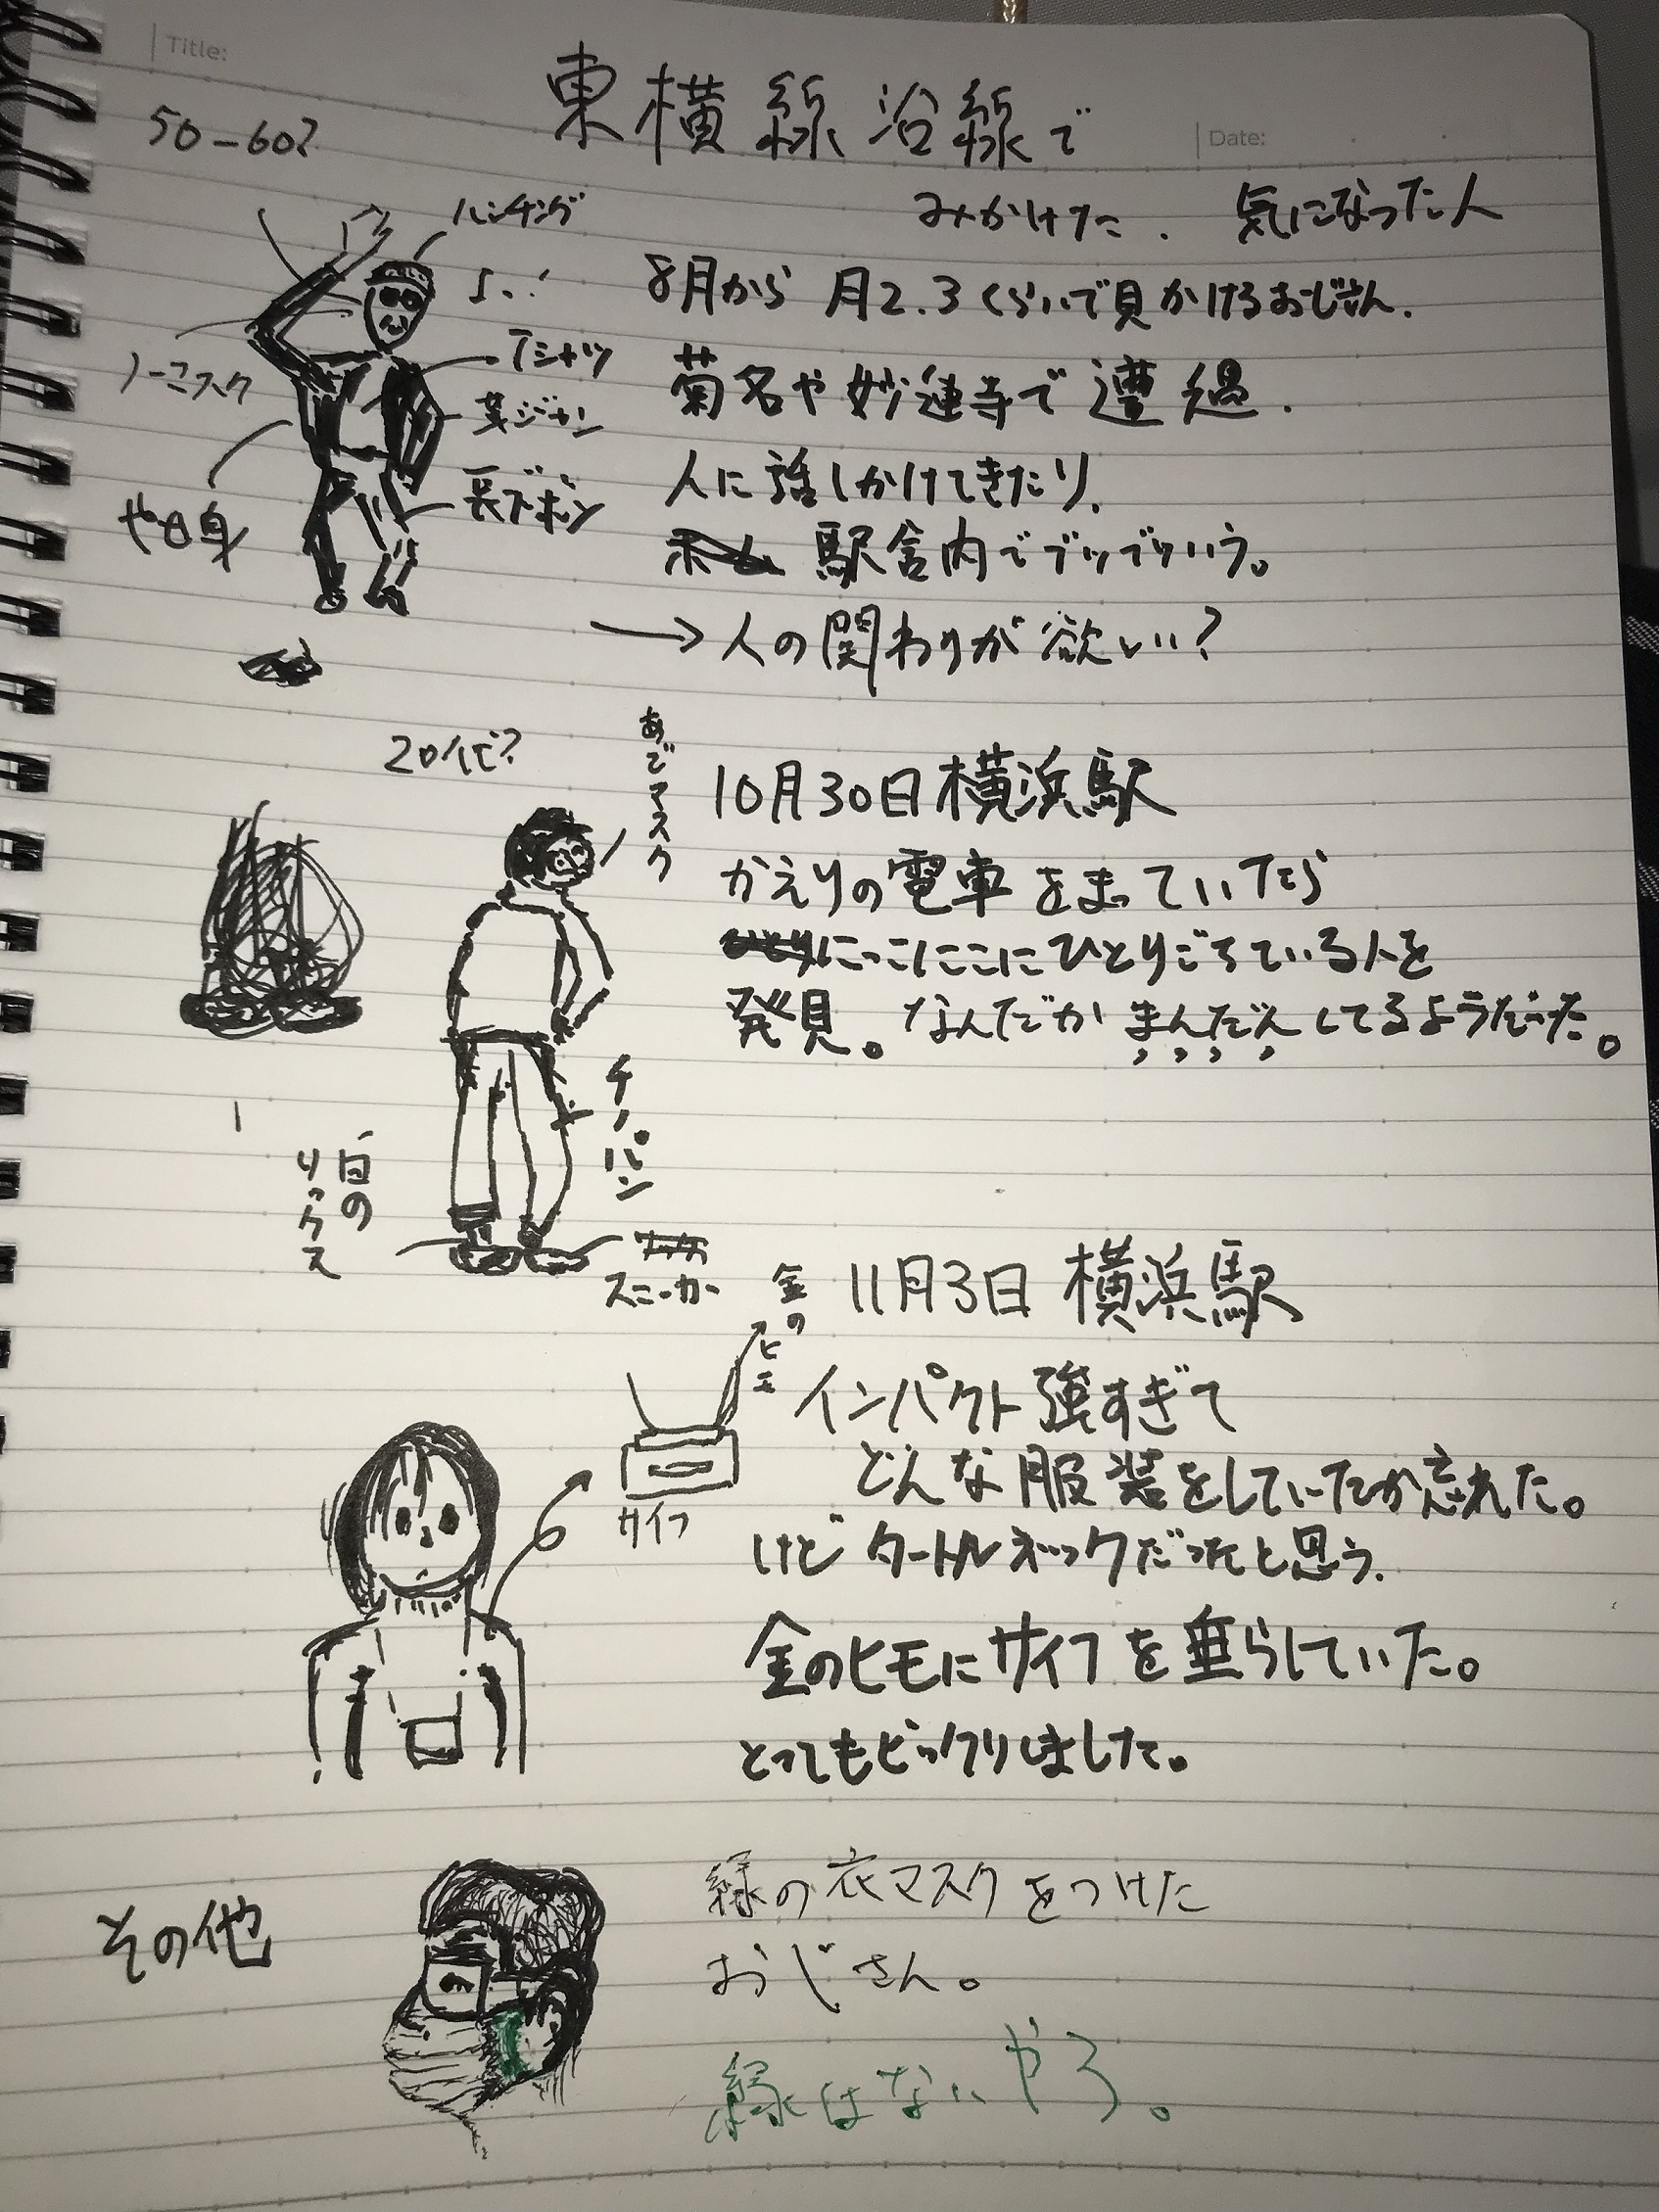 Title:
Date:
東横線沿線で
みかけた. 気になった人
50-60?
ハンチング
8月から 月2.3くらいで見かけるおじさん.
ノーマスク
Tシャツ
菊名や妙蓮寺で遭遇.
革ジャン
長ズボン
人に話しかけてきたり.
駅舎内でブツブツいう。
→人の関わりが欲しい?
20代?
あごマスク
10月30日横浜駅
かえりの電車をまっていたら
にっこにこにひとりごちている人を
発見。なんだか まんだん してるようだった。
チノパン
白の
リックス
スニーカー
11月3日 横浜駅
金のヒモ
サイフ
インパクト強すぎて
どんな服装をしていたか忘れた。
けどタートルネックだったと思う.
金のヒモにサイフを垂らしていた。
とってもビックリしました。
その他
緑の衣マスクをつけた
おじさん。
緑はないやろ。